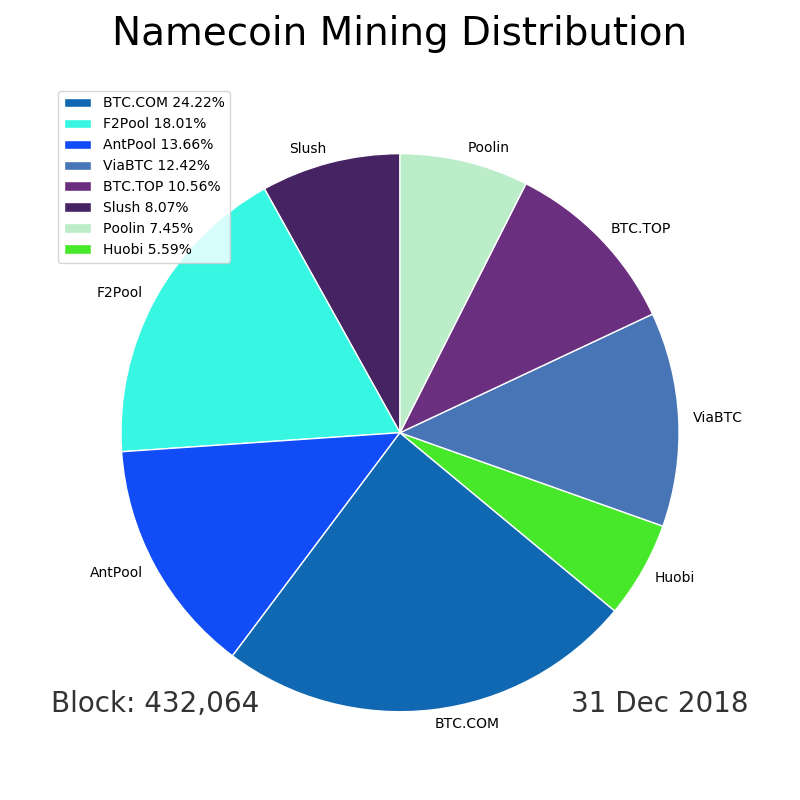 Namecoin Mining Distribution
BTC.COM 24.22%
F2Pool 18.01%
AntPool 13.66%
ViaBTC 12.42%
BTC.TOP 10.56%
Slush 8.07%
Poolin 7.45%
Huobi 5.59%
Slush
Poolin
BTC.TOP
F2Pool
ViaBTC
AntPool
Huobi
BTC.COM
Block: 432,064
31 Dec 2018